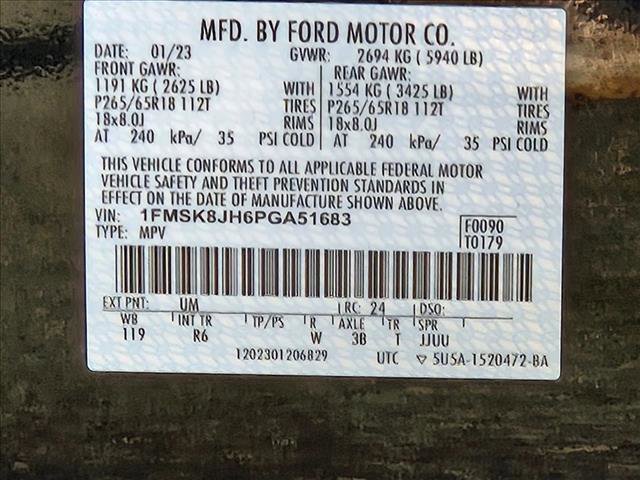 MFD. BY FORD MOTOR CO.
DATE: 01/23 GVWR: 2694 KG ( 5940 LB)
FRONT GAWR: REAR GAWR:
1191 KG ( 2625 LB) WITH 1554 KG ( 3425 LB) WITH
P265/65R18 112T TIRES P265/65R18 112T TIRES
18x8.0J RIMS 18x8.0J RIMS
AT 240 kPa/ 35 PSI COLD AT 240 kPa/ 35 PSI COLD
THIS VEHICLE CONFORMS TO ALL APPLICABLE FEDERAL MOTOR
VEHICLE SAFETY AND THEFT PREVENTION STANDARDS IN
EFFECT ON THE DATE OF MANUFACTURE SHOWN ABOVE.
VIN: 1FMSK8JH6PGA51683 F0090
TYPE: MPV T0179
EXT PNT: UM RC: 24 DSO:
WB INT TR TP/PS R AXLE TR SPR
119 R6 W 3B T JJUU
1202301206829 UTC ▽ 5U5A-1520472-BA